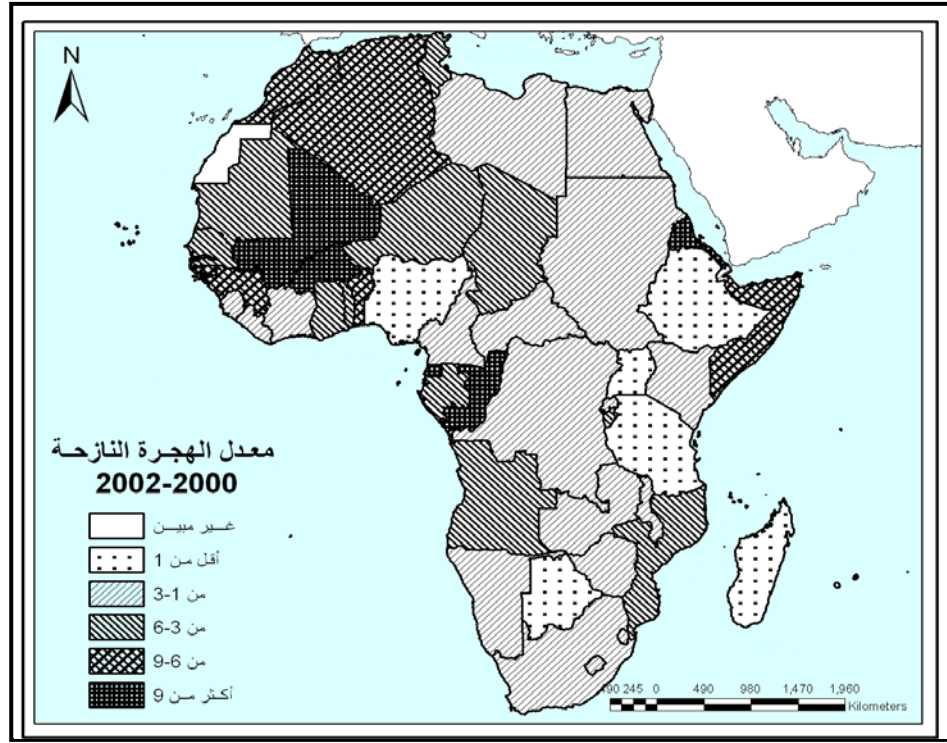 N
معدل الهجرة النازحة
2002-2000
غير مبين
أقل من 1
من 1-3
من 3-6
من 6-9
أكثر من 9
490 245 0 490 980 1,470 1,960
Kilometers